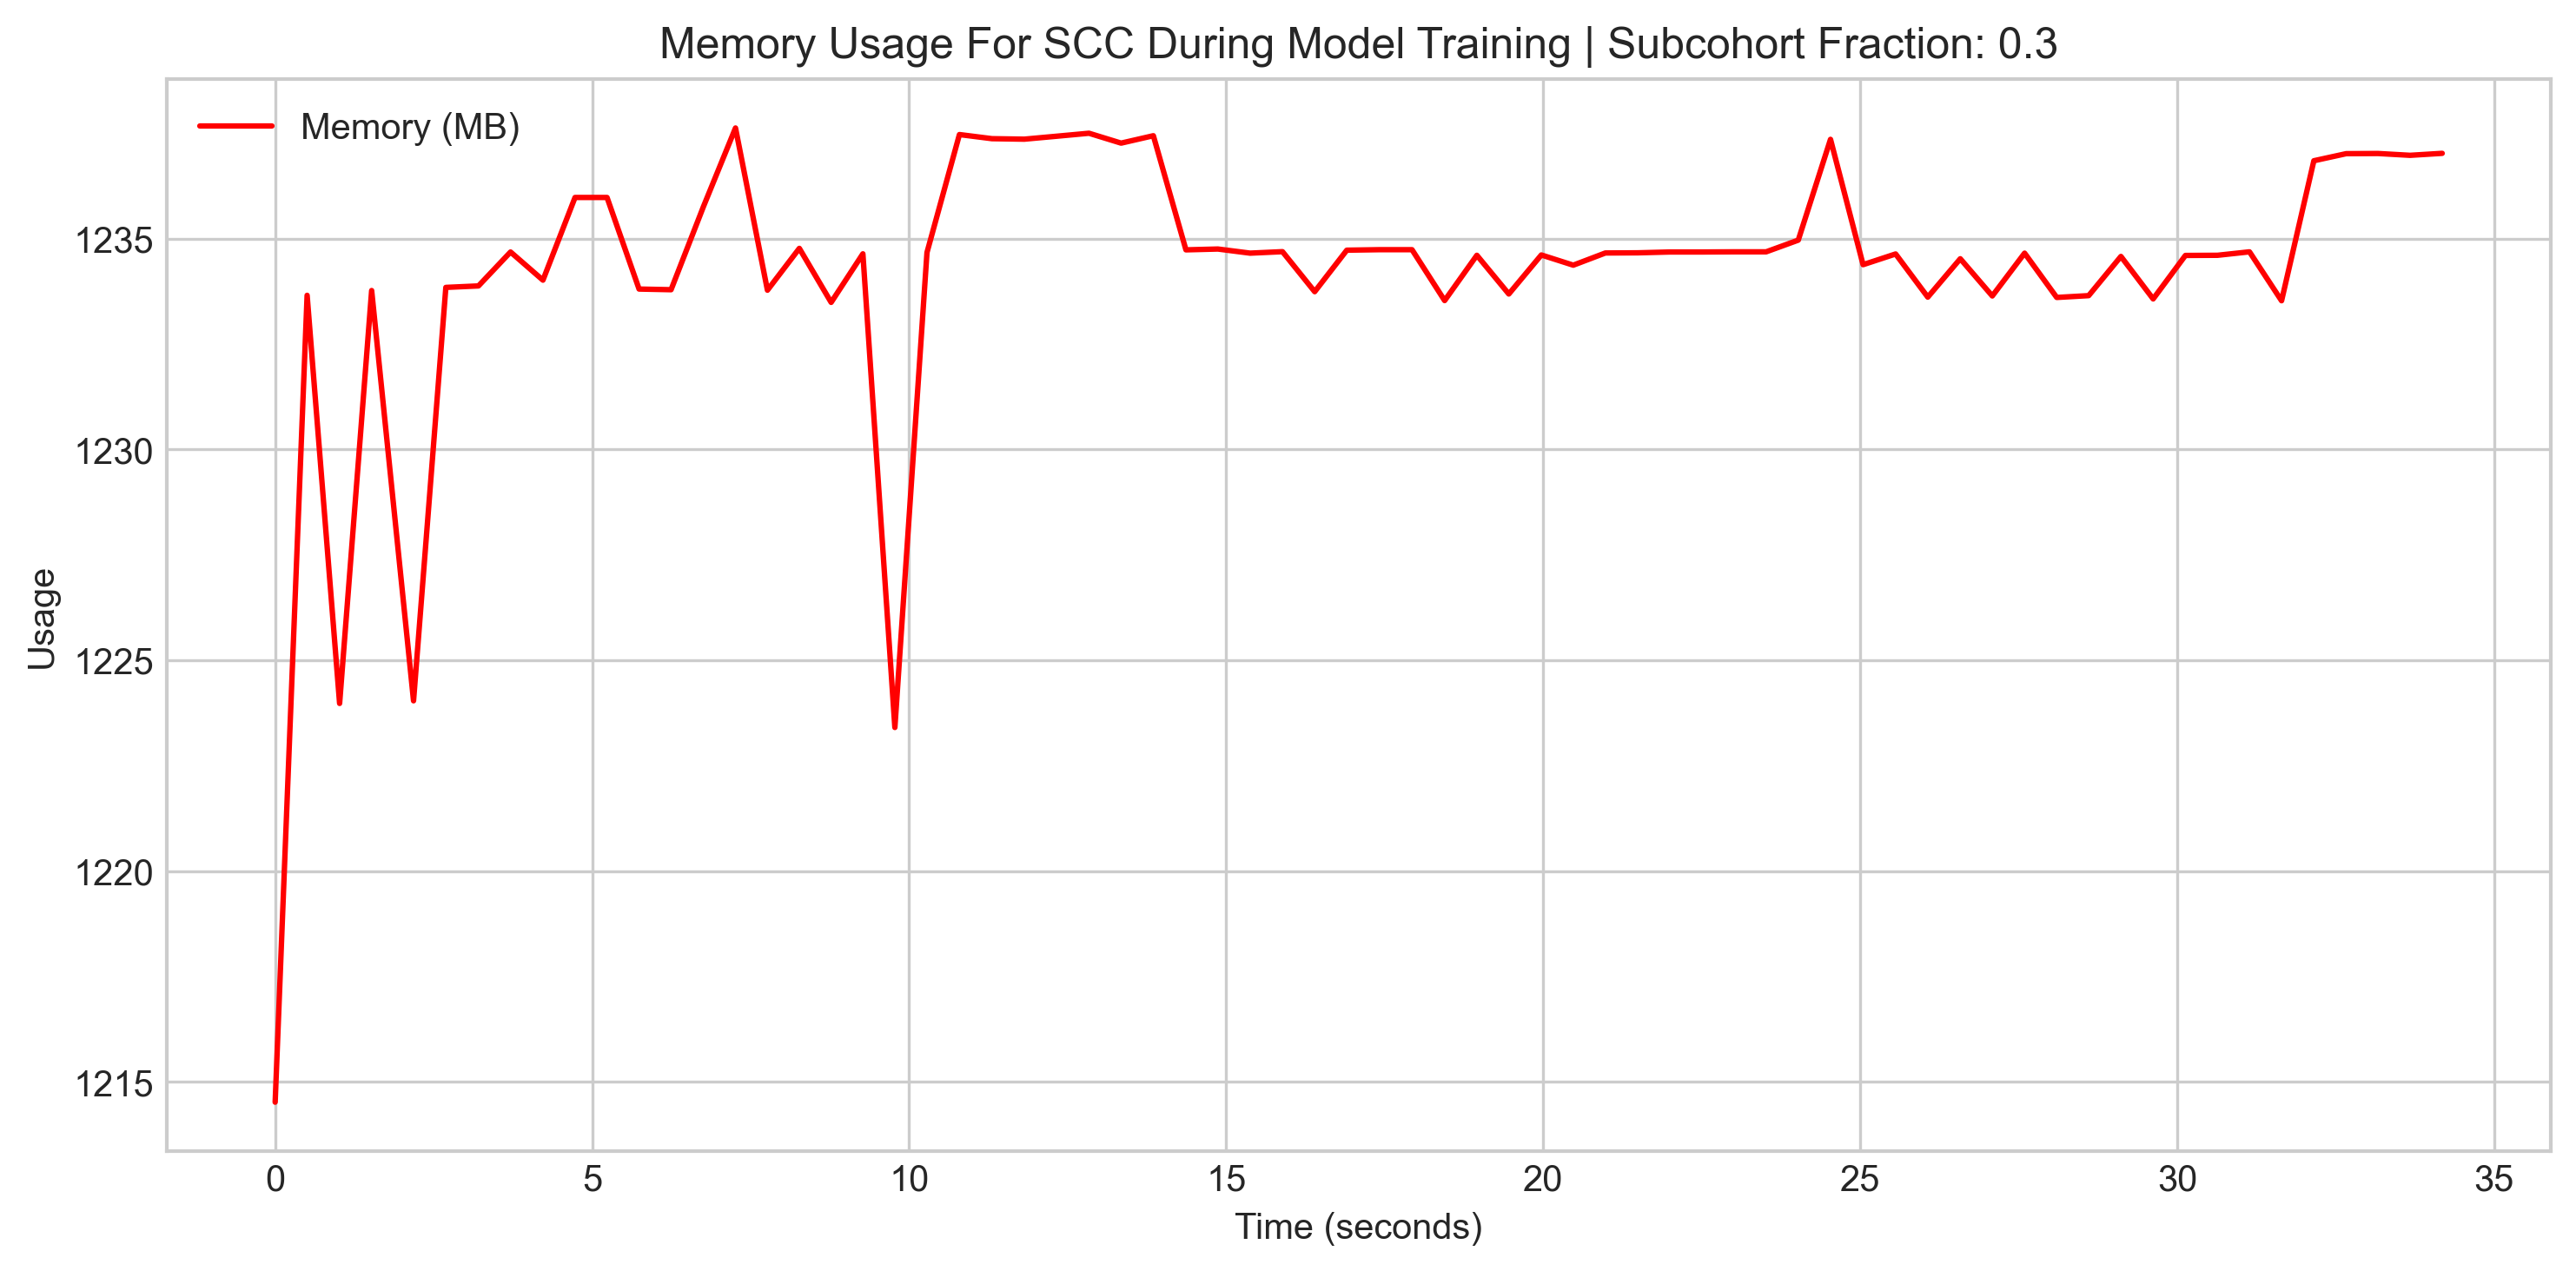 Memory Usage For SCC During Model Training | Subcohort Fraction: 0.3
Memory (MB)
1235
1230
1225
1220
1215
Usage
0 5 10 15 20 25 30 35
Time (seconds)